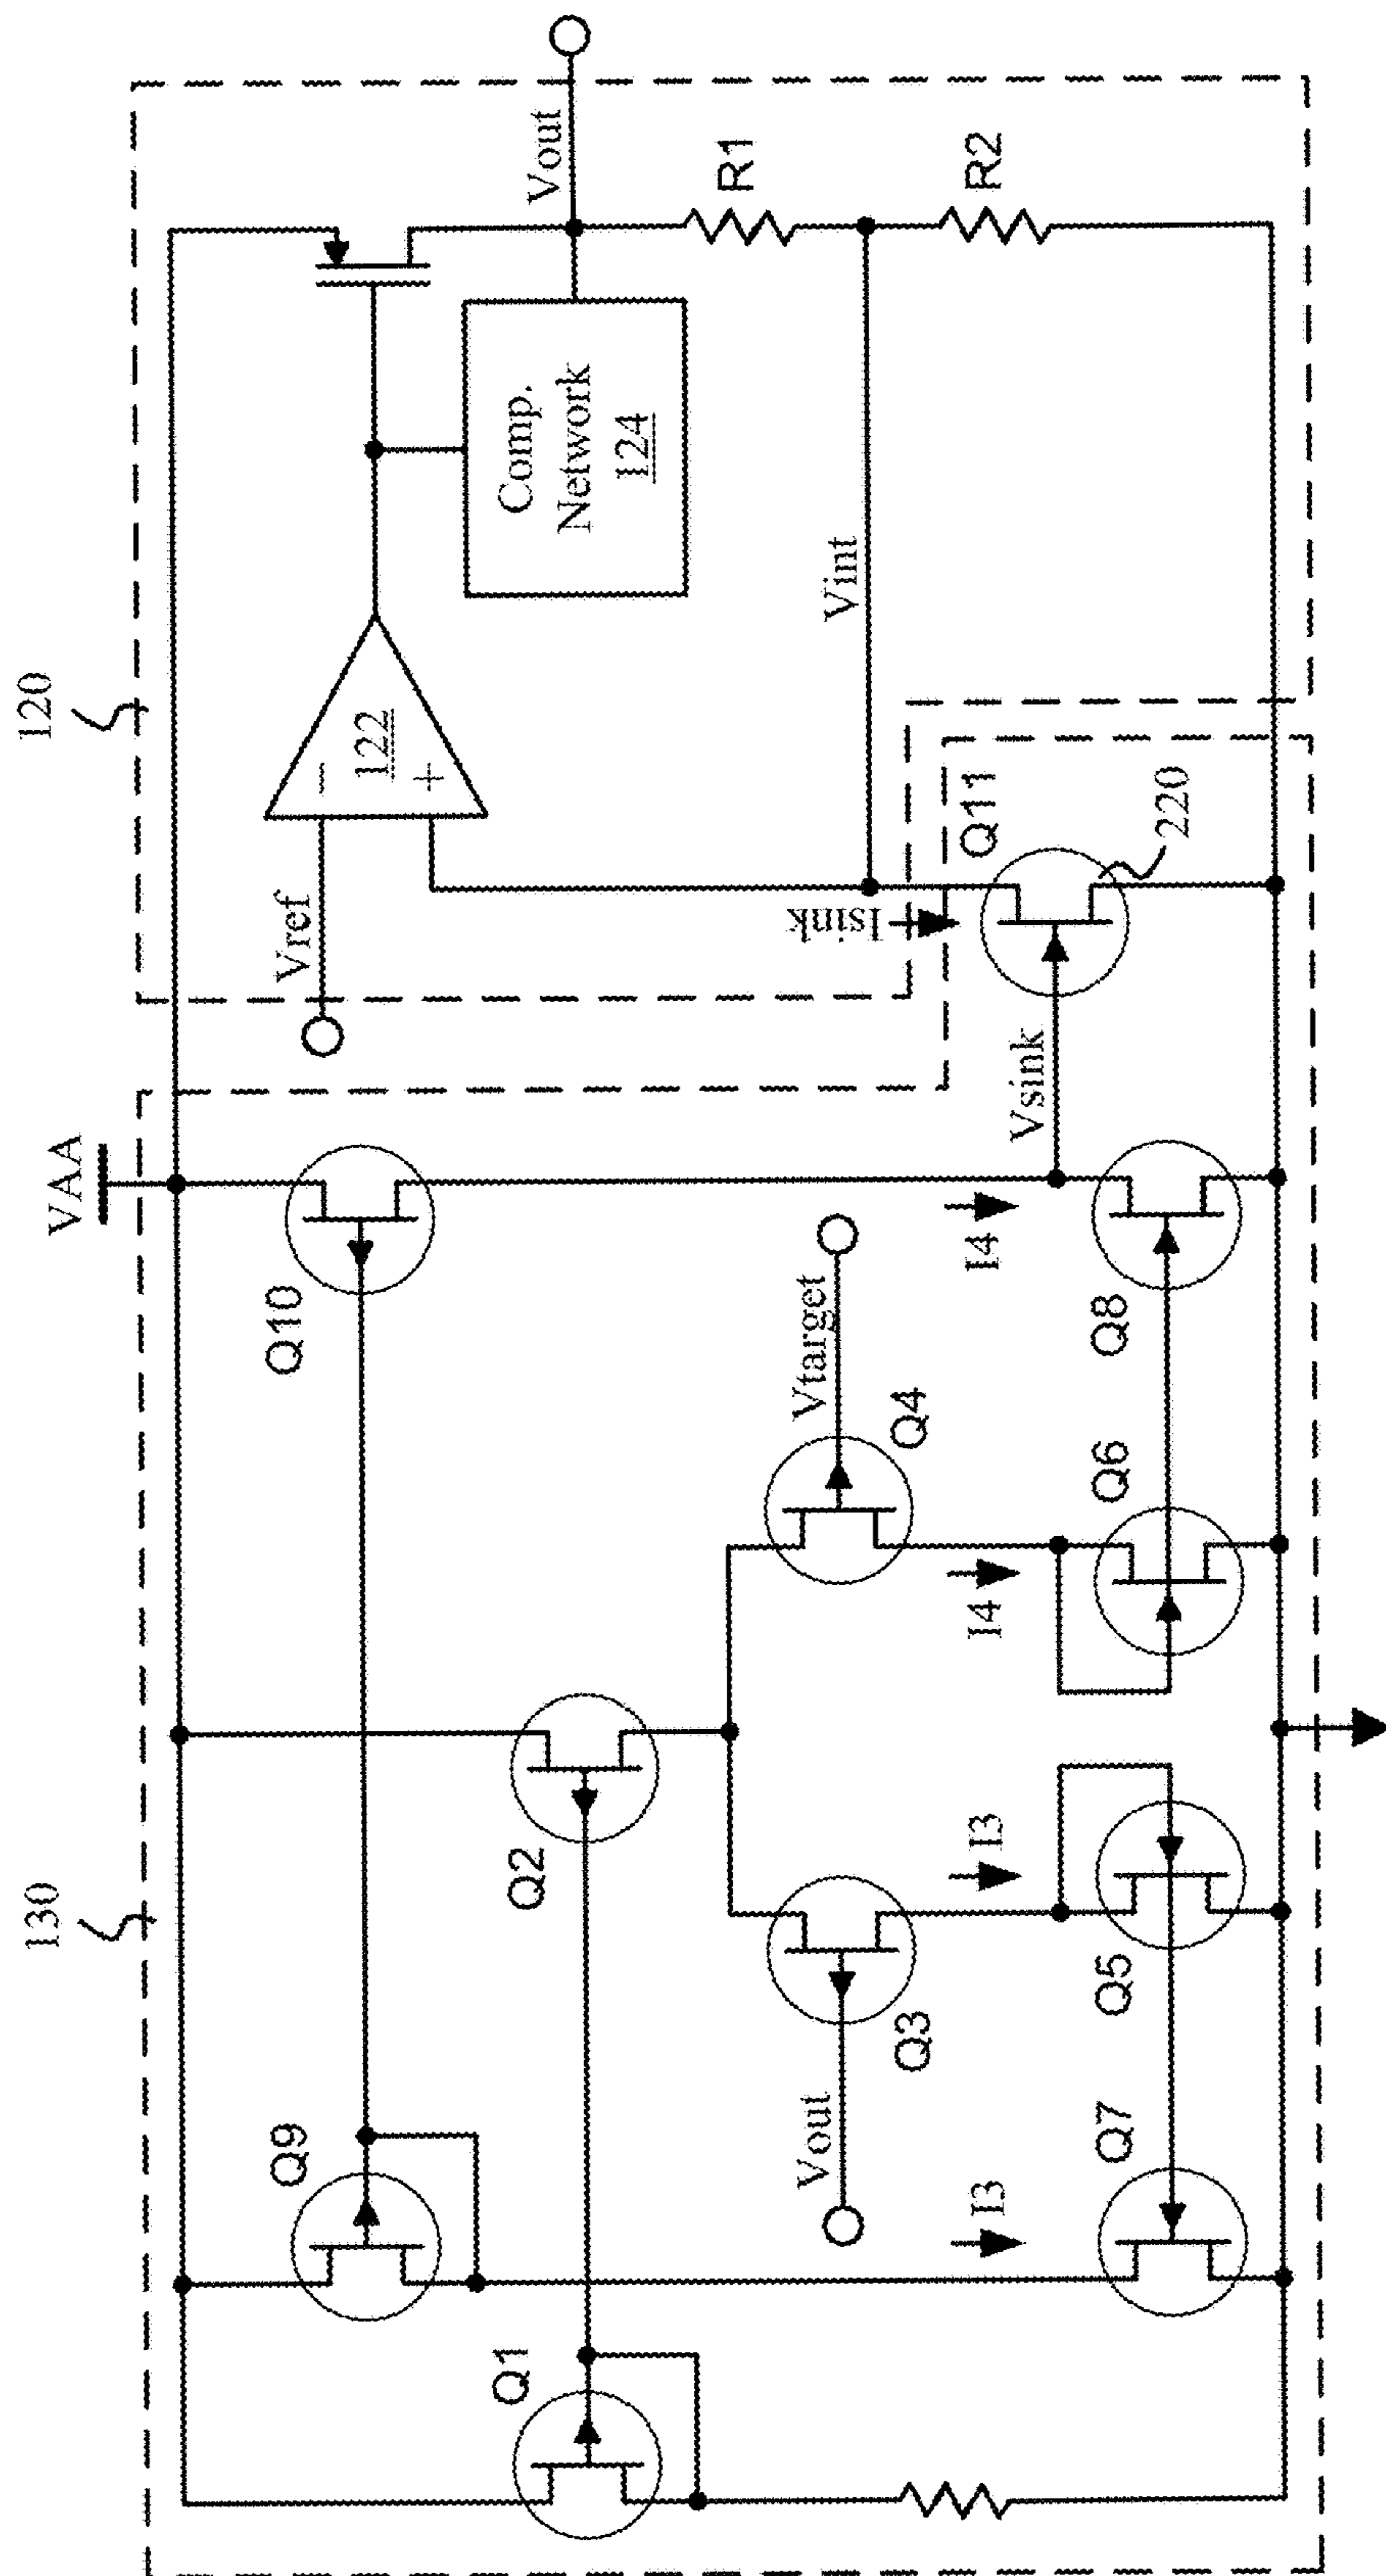 130
120
VAA
Q1
Q9
Q10
Q2
Vref
−
122
+
Comp.
Network
124
Vout
R1
Vint
R2
Vout
Q3
Q4
Vtarget
Isink
Q11
220
Vsink
I3
I3
I4
I4
Q7
Q5
Q6
Q8